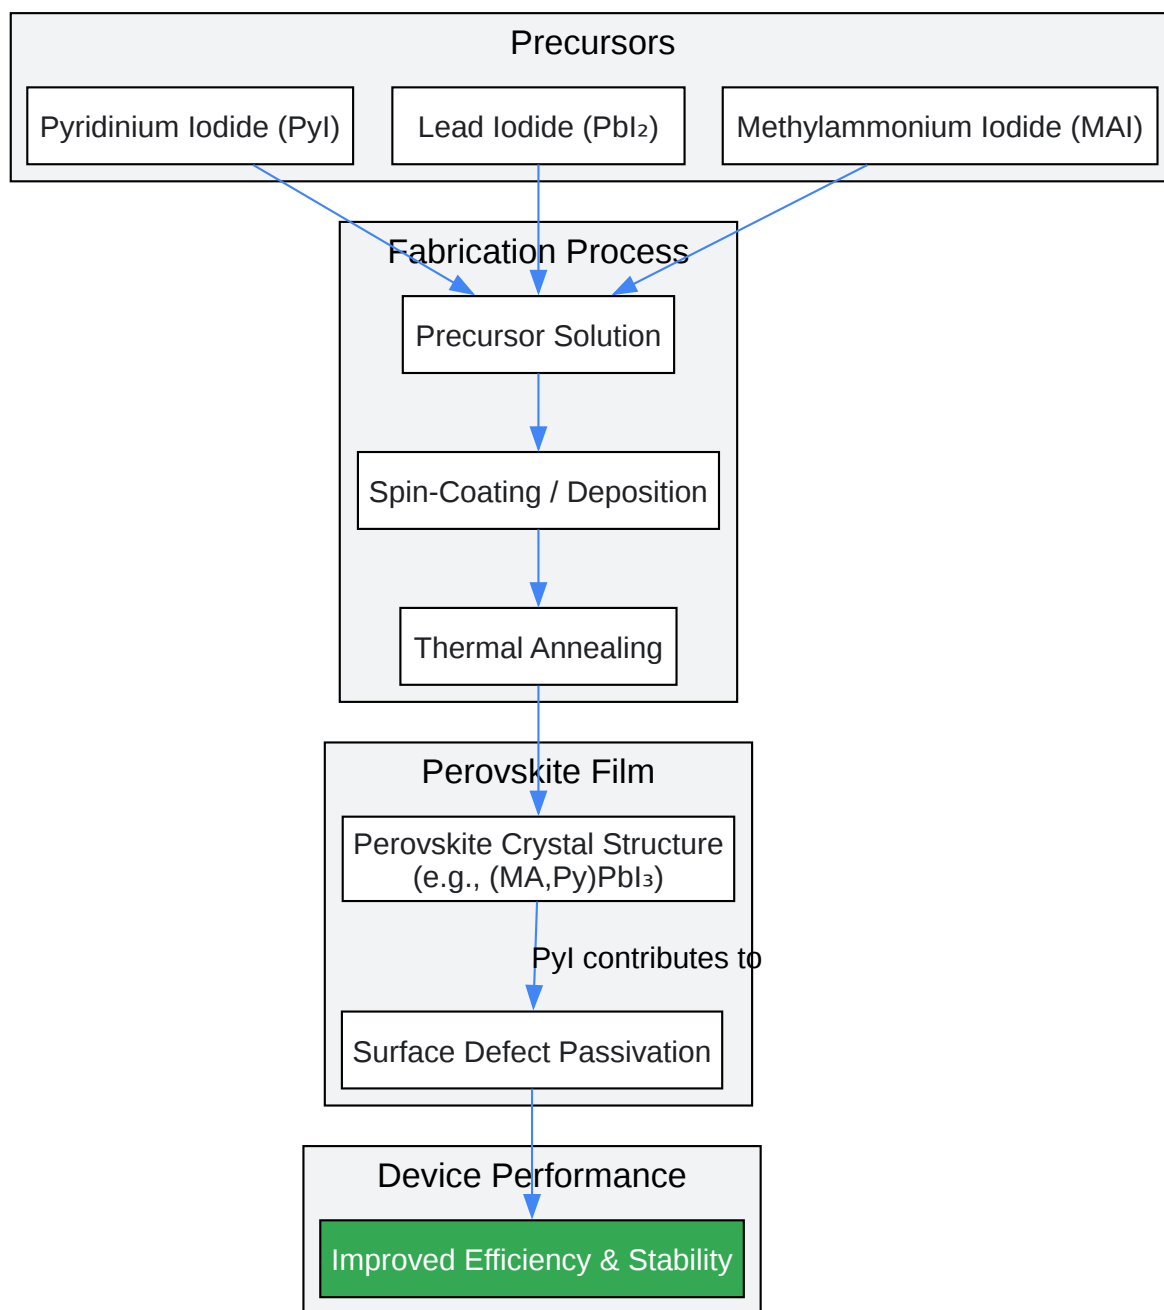 Precursors
Pyridinium Iodide (PyI)
Lead Iodide (PbI₂)
Methylammonium Iodide (MAI)
Fabrication Process
Precursor Solution
Spin-Coating / Deposition
Thermal Annealing
Perovskite Film
Perovskite Crystal Structure
(e.g., (MA,Py)PbI₃)
PyI contributes to
Surface Defect Passivation
Device Performance
Improved Efficiency & Stability